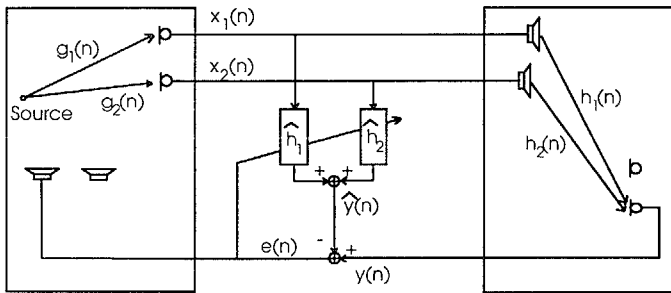 x₁(n)
g₁(n)
x₂(n)
g₂(n)
Source
h₁(n)
h₂(n)
ĥ₁
ĥ₂
+ +
ŷ(n)
- +
e(n)
y(n)